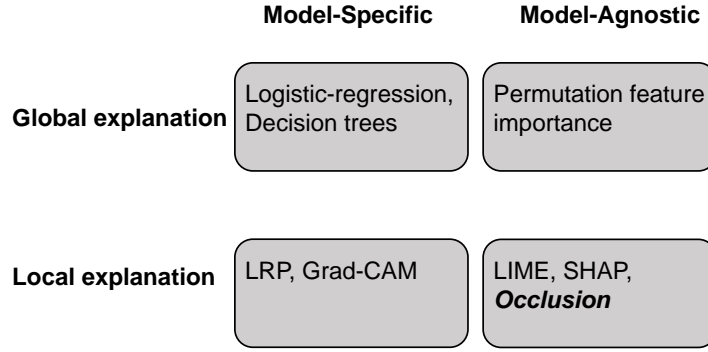 Model-Specific
Model-Agnostic
Global explanation
Logistic-regression,
Decision trees
Permutation feature
importance
Local explanation
LRP, Grad-CAM
LIME, SHAP,
Occlusion